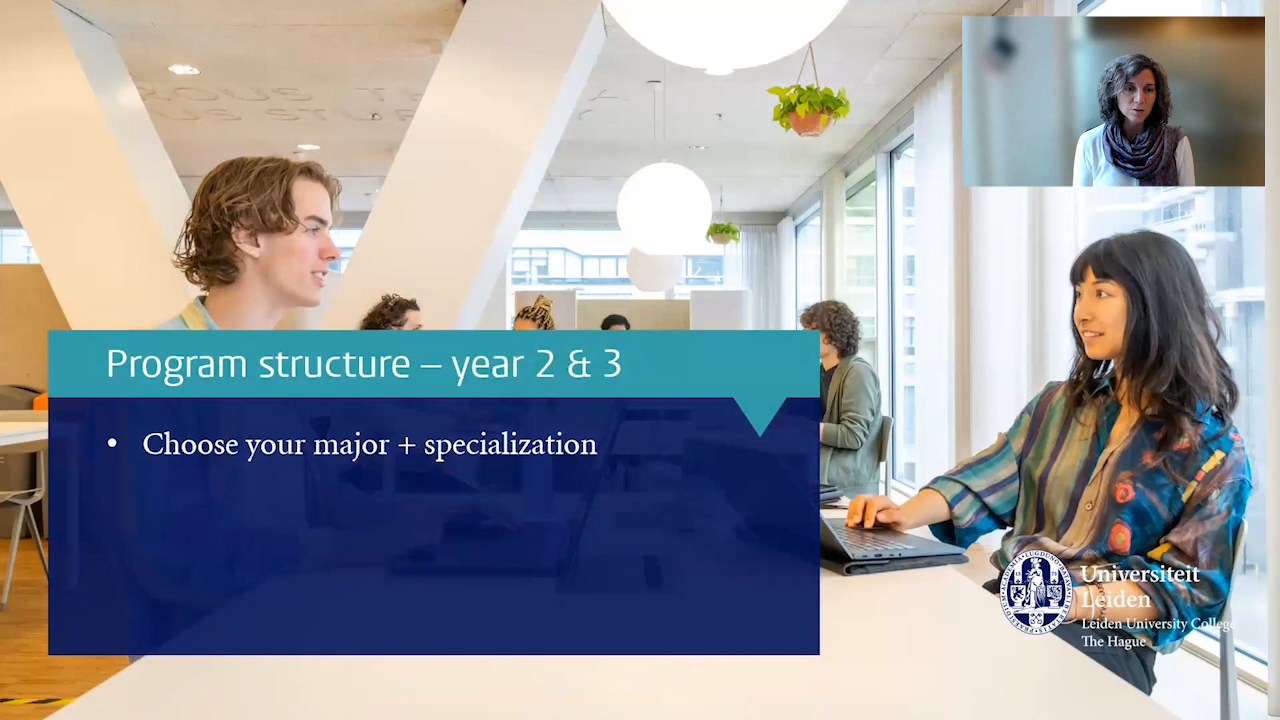 Program structure – year 2 & 3
• Choose your major + specialization
Universiteit
Leiden
Leiden University College
The Hague